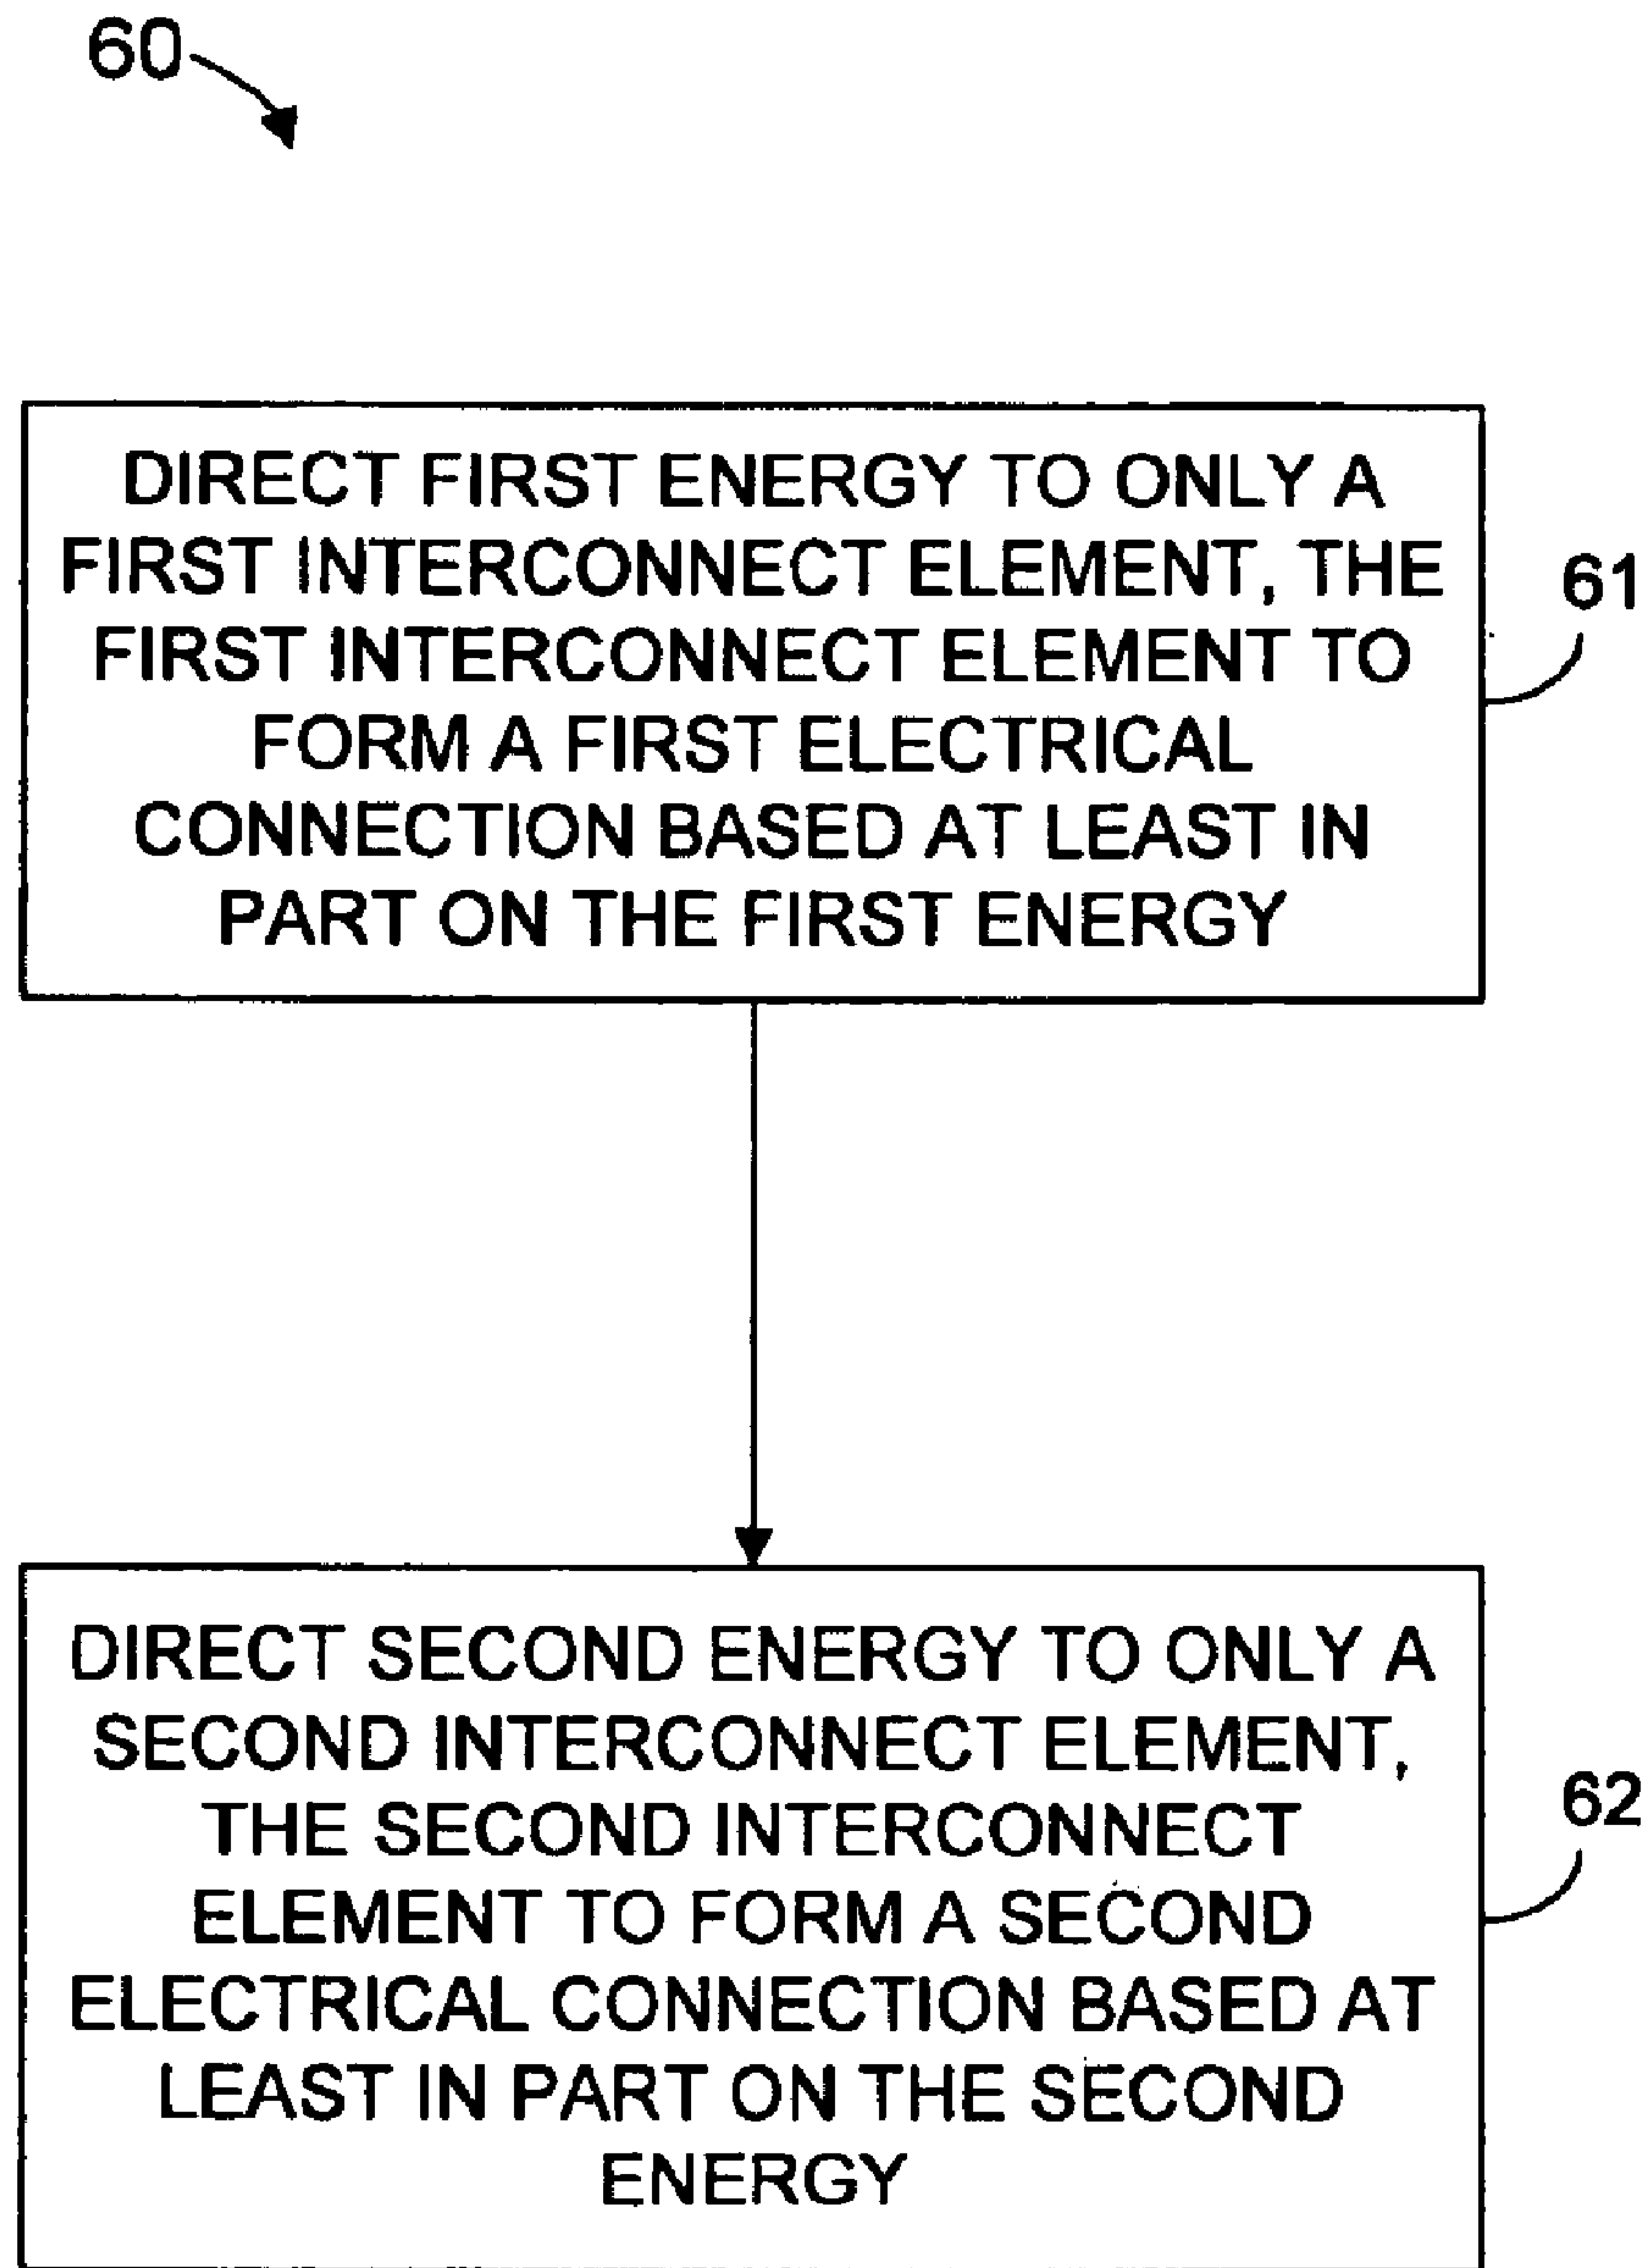 60
DIRECT FIRST ENERGY TO ONLY A
FIRST INTERCONNECT ELEMENT, THE
FIRST INTERCONNECT ELEMENT TO
FORM A FIRST ELECTRICAL
CONNECTION BASED AT LEAST IN
PART ON THE FIRST ENERGY
61
DIRECT SECOND ENERGY TO ONLY A
SECOND INTERCONNECT ELEMENT,
THE SECOND INTERCONNECT
ELEMENT TO FORM A SECOND
ELECTRICAL CONNECTION BASED AT
LEAST IN PART ON THE SECOND
ENERGY
62